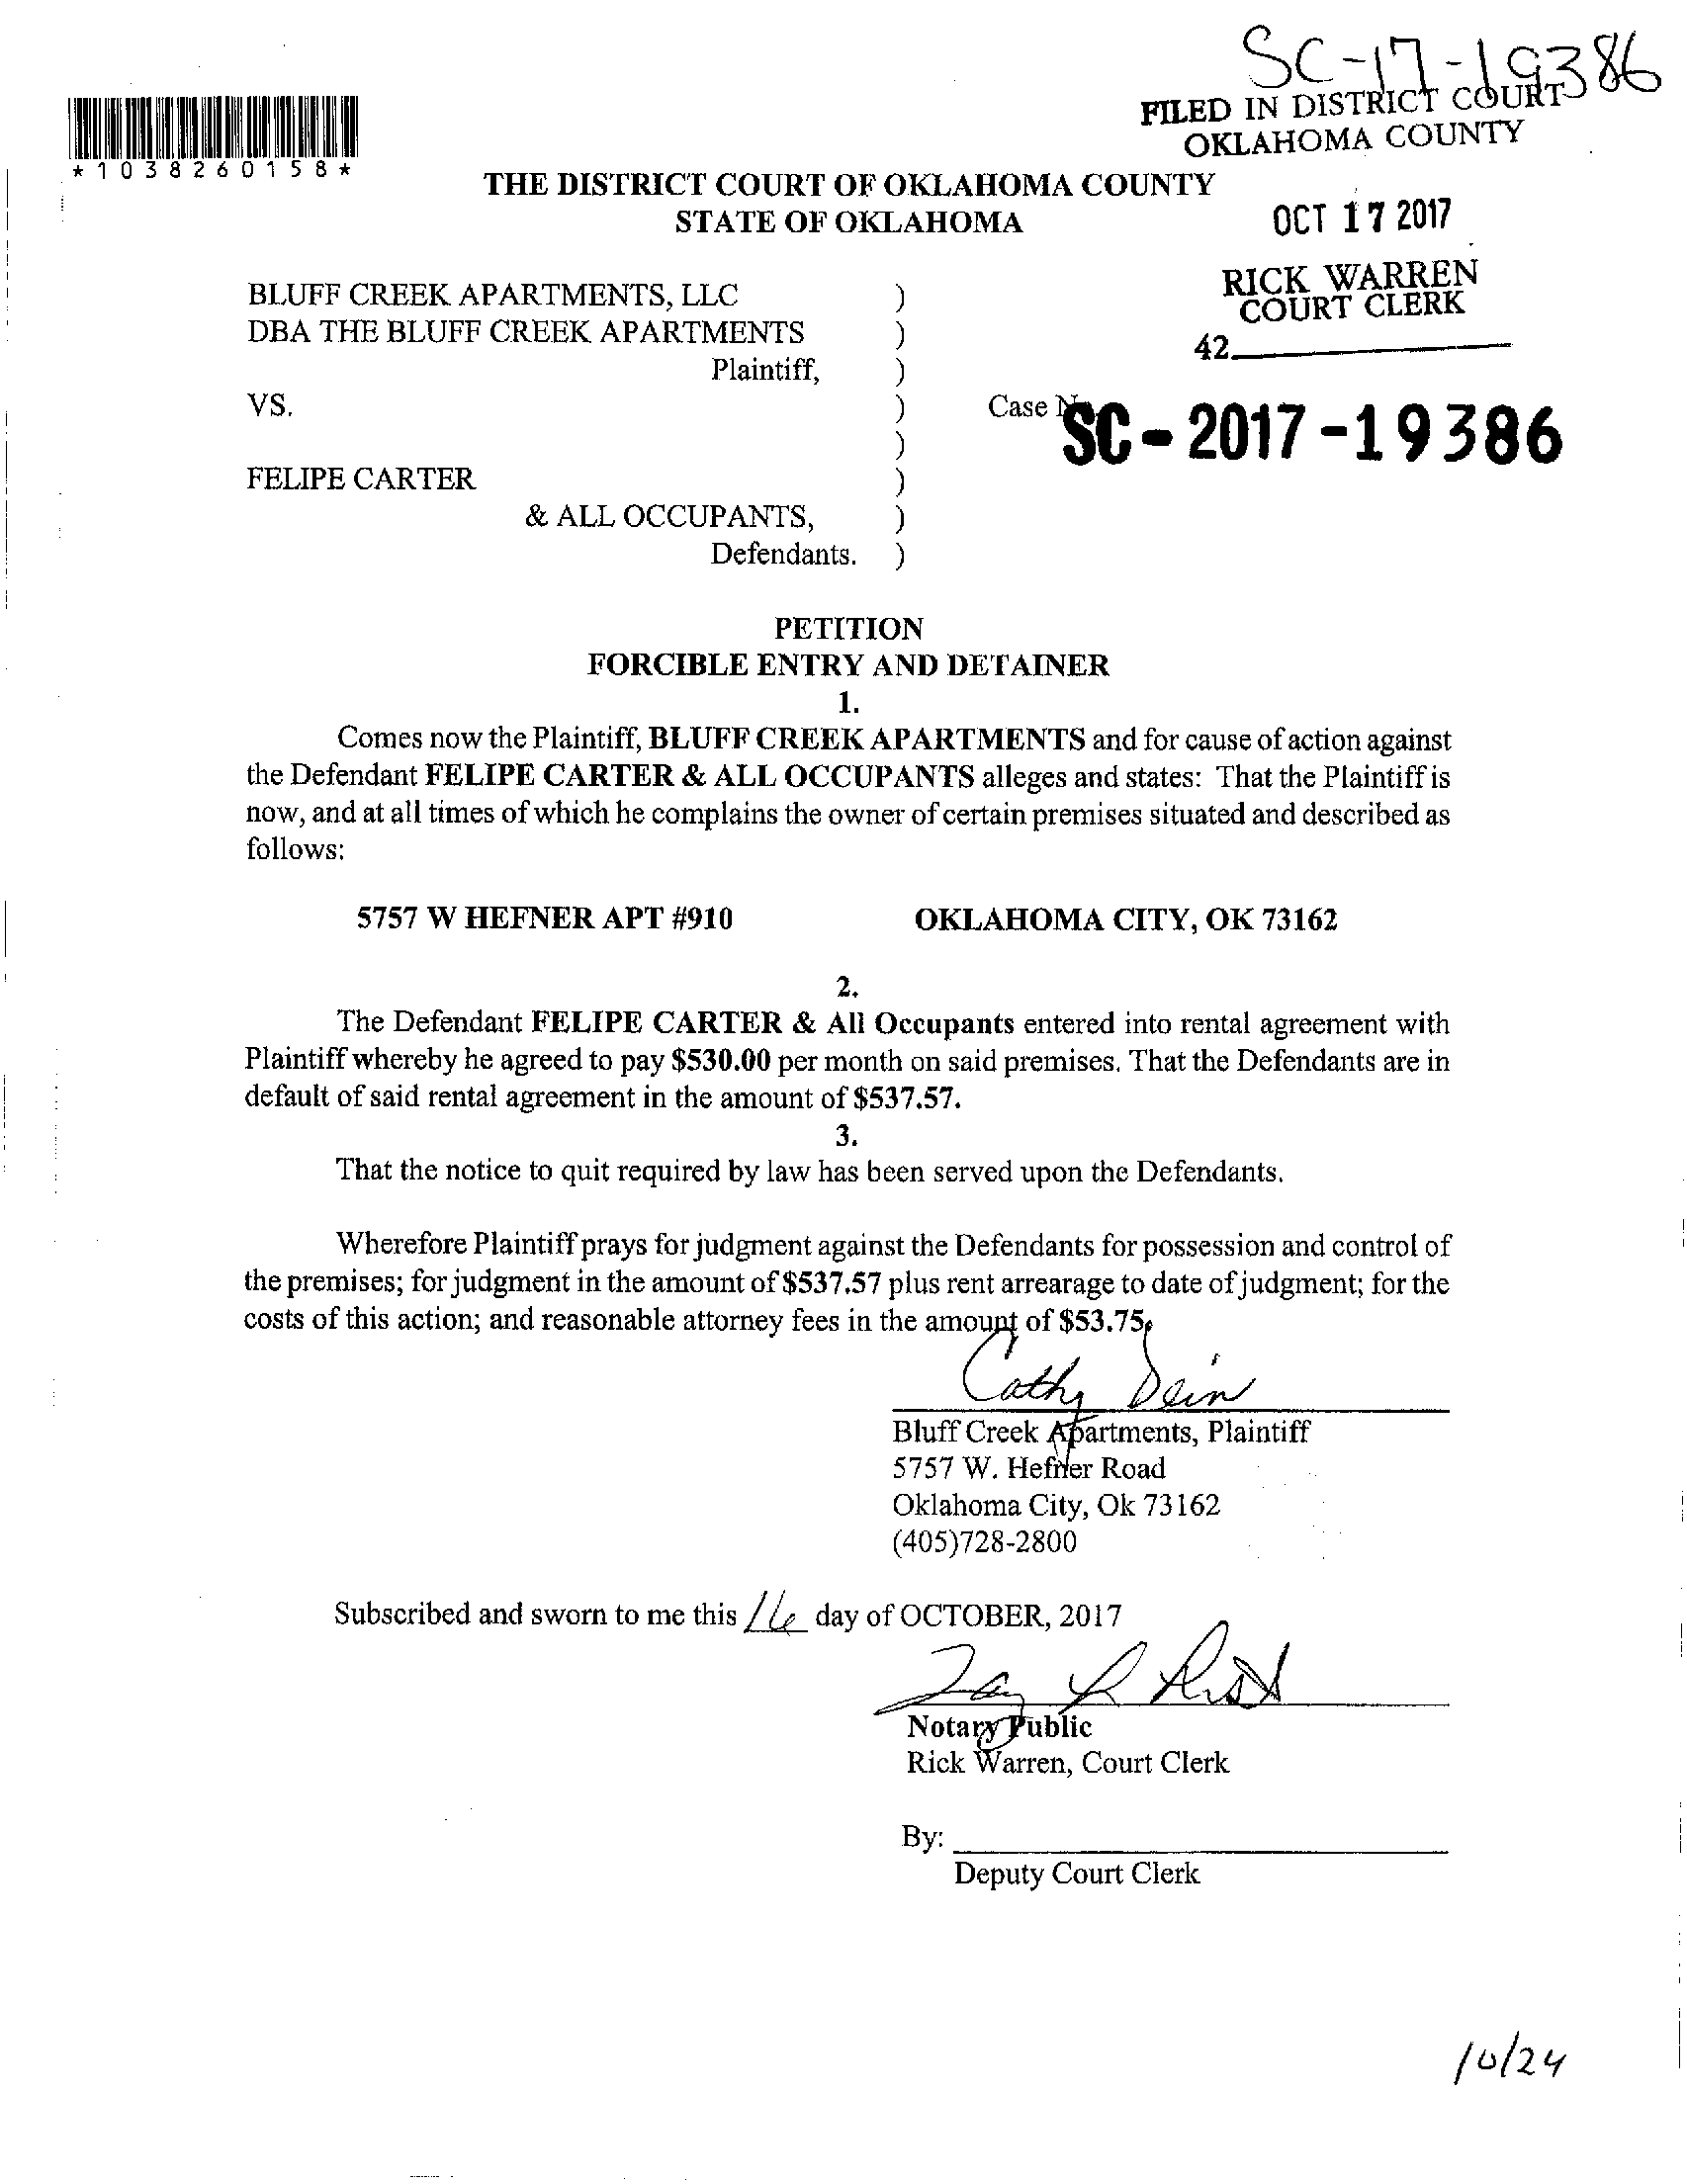 SC-17-19386
FILED IN DISTRICT COURT
OKLAHOMA COUNTY
*1038260158*
THE DISTRICT COURT OF OKLAHOMA COUNTY
STATE OF OKLAHOMA
OCT 17 2017
RICK WARREN
COURT CLERK
42
BLUFF CREEK APARTMENTS, LLC )
DBA THE BLUFF CREEK APARTMENTS )
Plaintiff, )
VS. ) Case
SC-2017-19386
)
FELIPE CARTER )
& ALL OCCUPANTS, )
Defendants. )
PETITION
FORCIBLE ENTRY AND DETAINER
1.
Comes now the Plaintiff, BLUFF CREEK APARTMENTS and for cause of action against
the Defendant FELIPE CARTER & ALL OCCUPANTS alleges and states: That the Plaintiff is
now, and at all times of which he complains the owner of certain premises situated and described as
follows:
5757 W HEFNER APT #910 OKLAHOMA CITY, OK 73162
2.
The Defendant FELIPE CARTER & All Occupants entered into rental agreement with
Plaintiff whereby he agreed to pay $530.00 per month on said premises. That the Defendants are in
default of said rental agreement in the amount of $537.57.
3.
That the notice to quit required by law has been served upon the Defendants.
Wherefore Plaintiff prays for judgment against the Defendants for possession and control of
the premises; for judgment in the amount of $537.57 plus rent arrearage to date of judgment; for the
costs of this action; and reasonable attorney fees in the amount of $53.75.
Cathy
Bluff Creek Apartments, Plaintiff
5757 W. Hefner Road
Oklahoma City, Ok 73162
(405)728-2800
Subscribed and sworn to me this 16 day of OCTOBER, 2017
Notary Public
Rick Warren, Court Clerk
By:
Deputy Court Clerk
10/24